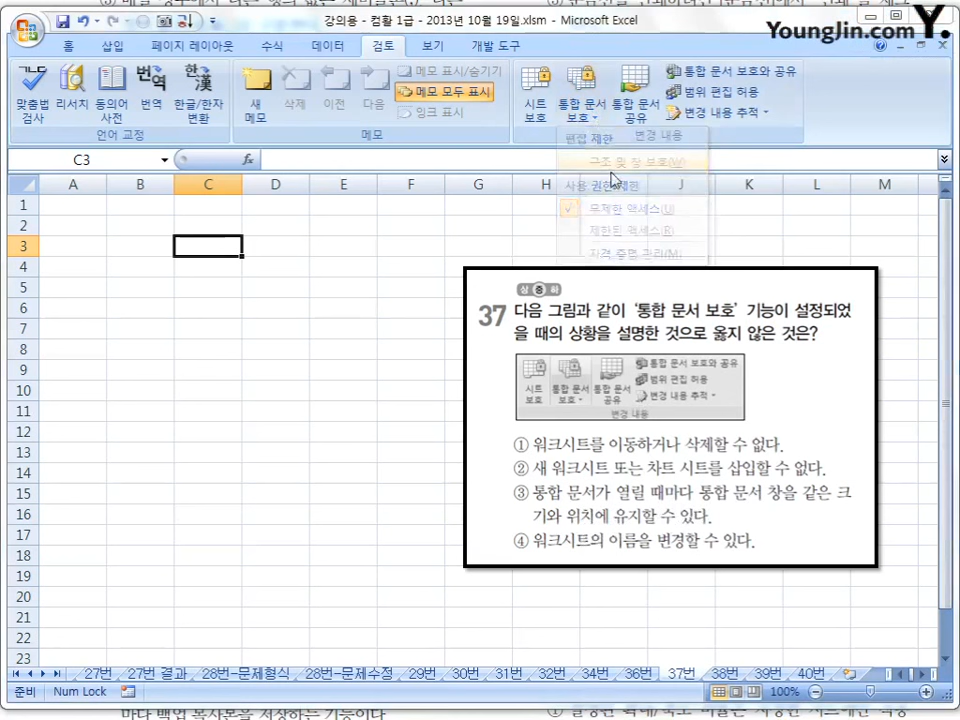 강의용 - 컴활 1급 - 2013년 10월 19일.xlsm - Microsoft Excel
YoungJin.com Y.
홈 삽입 페이지 레이아웃 수식 데이터 검토 보기 개발 도구
맞춤법 검사
리서치
동의어 사전
번역
한글/한자 변환
언어 교정
새 메모
삭제
이전
다음
메모 표시/숨기기
메모 모두 표시
잉크 표시
메모
시트 보호
통합 문서 보호
통합 문서 공유
통합 문서 보호와 공유
범위 편집 허용
변경 내용 추적
변경 내용
편집 제한
구조 및 창 보호(W)
사용 권한 제한
무제한 액세스(U)
제한된 액세스(R)
자격 증명 관리(M)
C3
fx
A B C D E F G H J K L M
1
2
3
4
5
6
7
8
9
10
11
12
13
14
15
16
17
18
19
20
21
22
23
상 중 하
37 다음 그림과 같이 ‘통합 문서 보호’ 기능이 설정되었
을 때의 상황을 설명한 것으로 옳지 않은 것은?
시트 보호
통합 문서 보호
통합 문서 공유
통합 문서 보호와 공유
범위 편집 허용
변경 내용 추적
변경 내용
① 워크시트를 이동하거나 삭제할 수 없다.
② 새 워크시트 또는 차트 시트를 삽입할 수 없다.
③ 통합 문서가 열릴 때마다 통합 문서 창을 같은 크
기와 위치에 유지할 수 있다.
④ 워크시트의 이름을 변경할 수 있다.
27번 27번 결과 28번-문제형식 28번-문제수정 29번 30번 31번 32번 34번 36번 37번 38번 39번 40번
준비 Num Lock 100%
마다 백업 복사본을 저장하는 기능이다